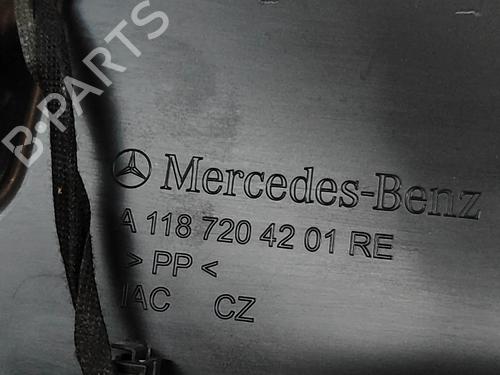 B-PARTS
Mercedes-Benz
A 118 720 42 01 RE
> PP <
IAC CZ